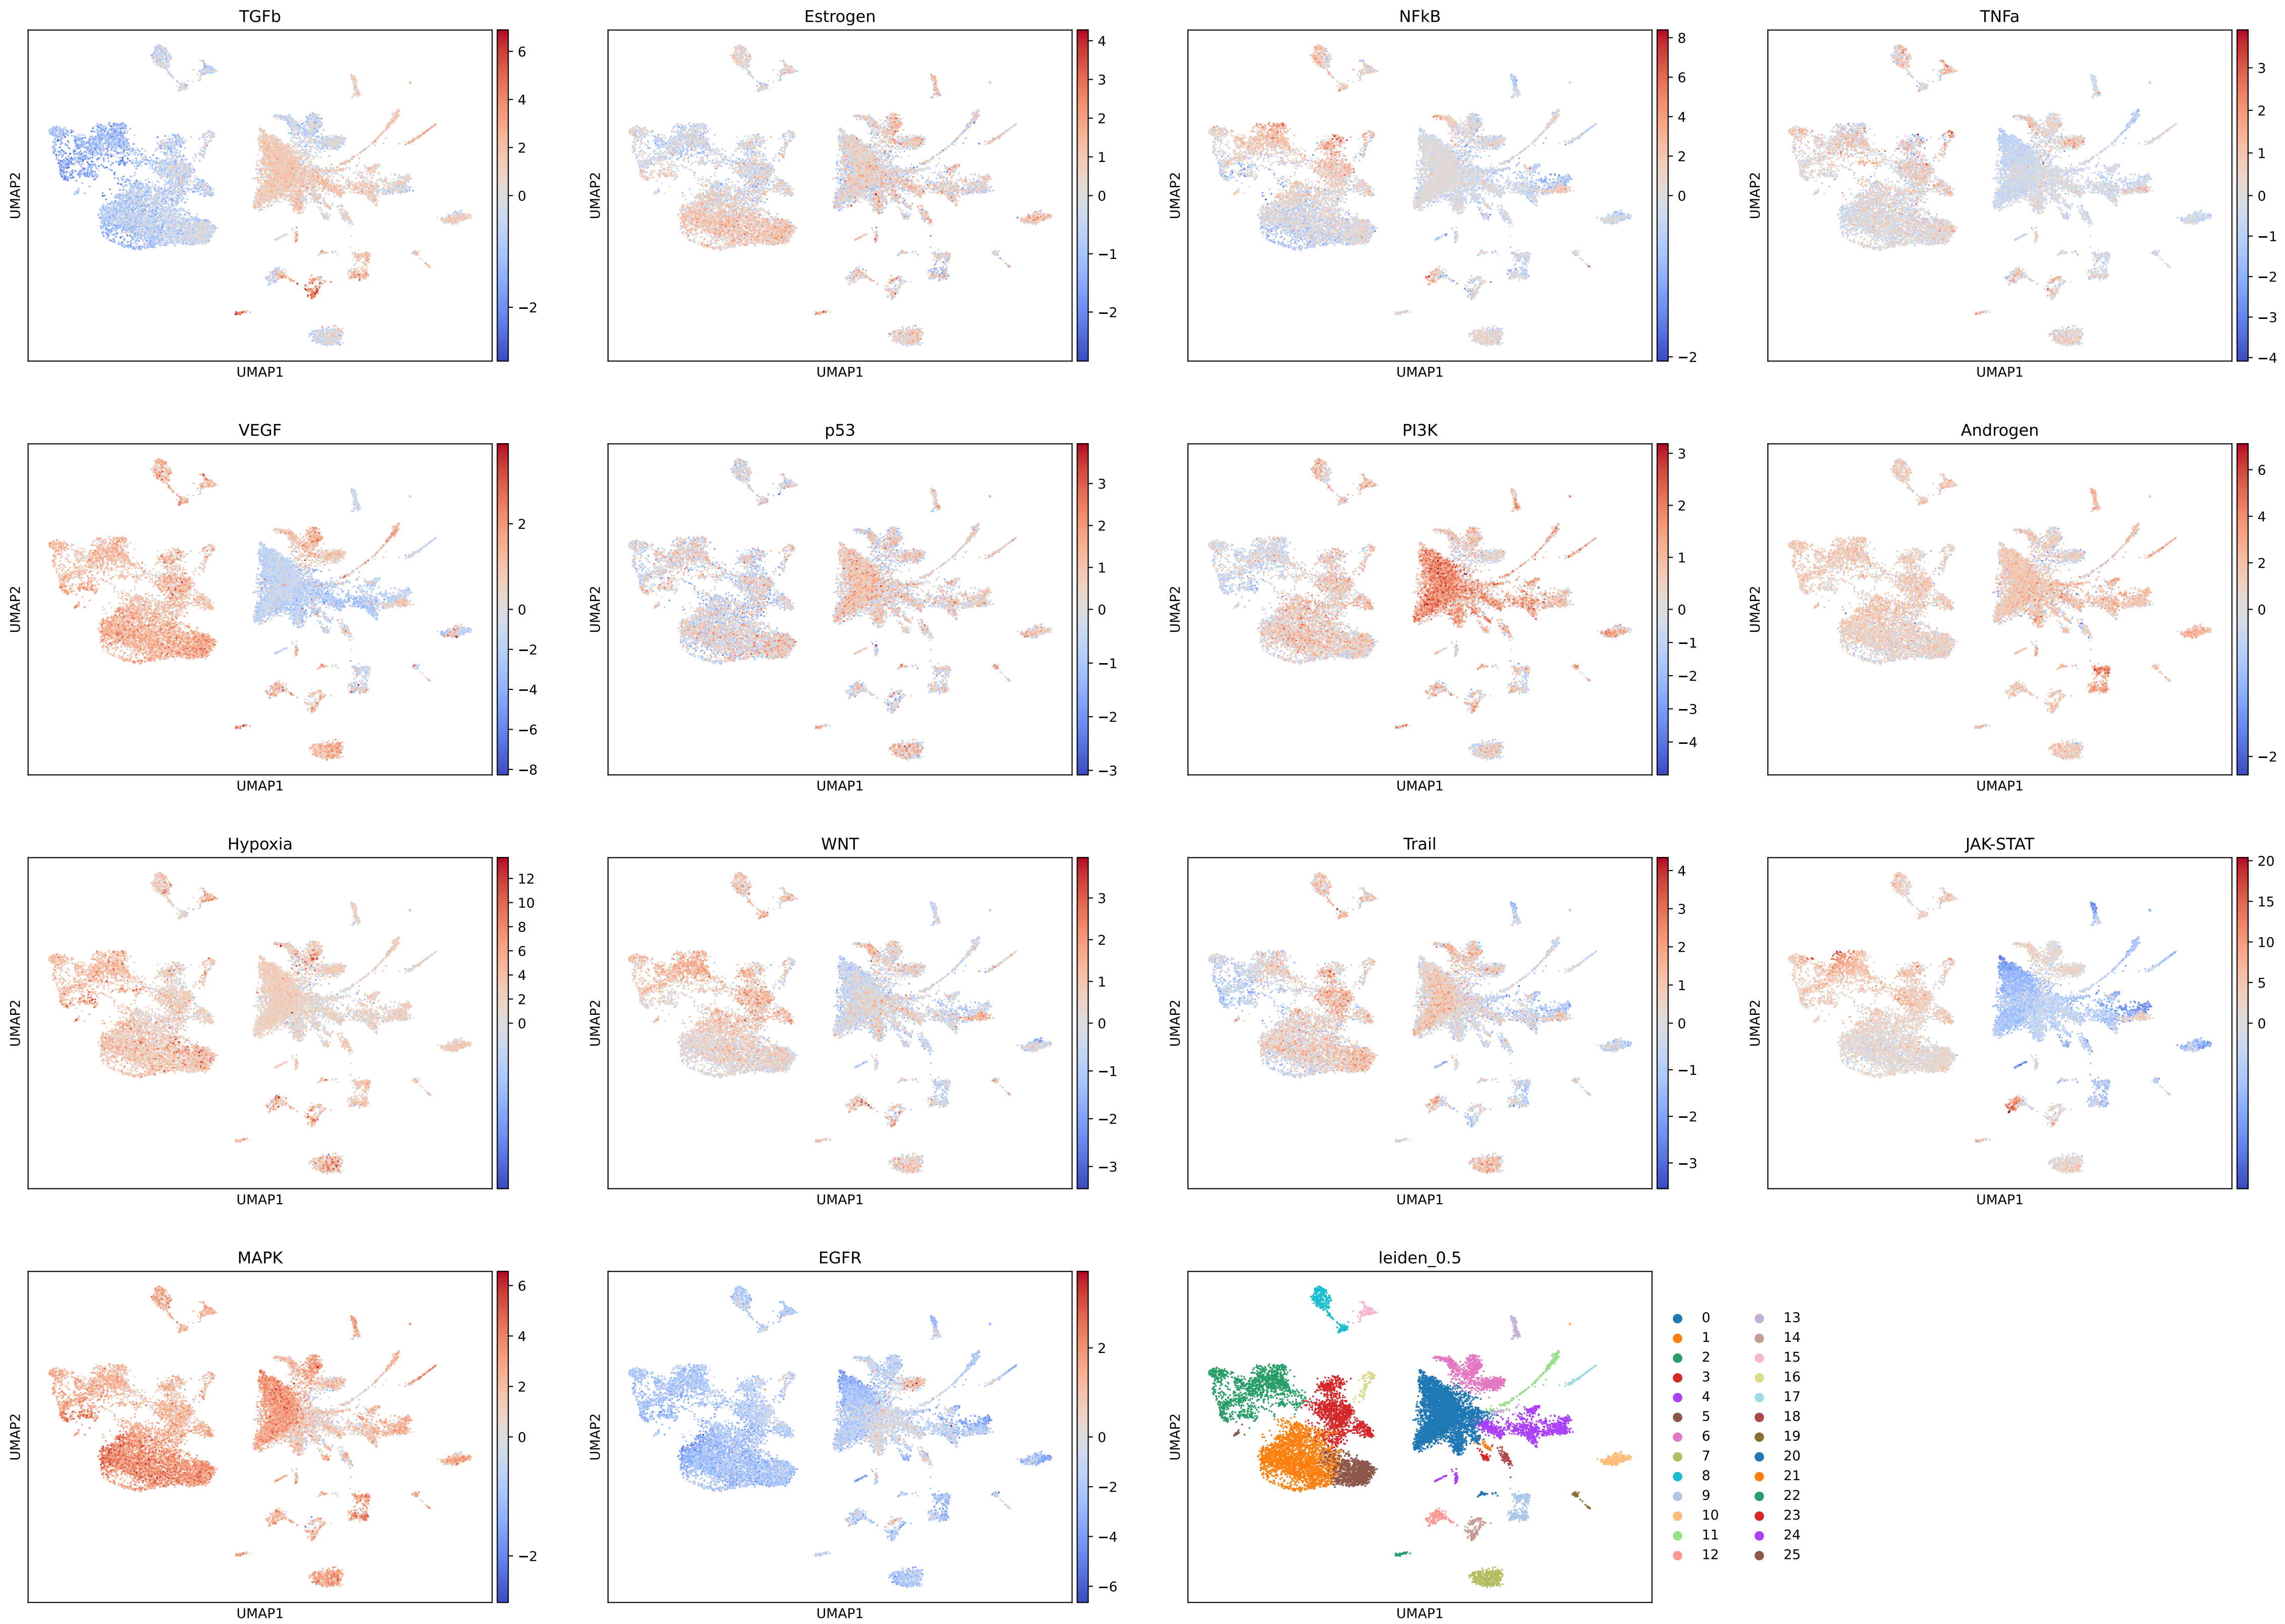 TGFb
6
4
2
0
−2
UMAP2
UMAP1
Estrogen
4
3
2
1
0
−1
−2
UMAP2
UMAP1
NFkB
8
6
4
2
0
−2
UMAP2
UMAP1
TNFa
3
2
1
0
−1
−2
−3
−4
UMAP2
UMAP1
VEGF
2
0
−2
−4
−6
−8
UMAP2
UMAP1
p53
3
2
1
0
−1
−2
−3
UMAP2
UMAP1
PI3K
3
2
1
0
−1
−2
−3
−4
UMAP2
UMAP1
Androgen
6
4
2
0
−2
UMAP2
UMAP1
Hypoxia
12
10
8
6
4
2
0
UMAP2
UMAP1
WNT
3
2
1
0
−1
−2
−3
UMAP2
UMAP1
Trail
4
3
2
1
0
−1
−2
−3
UMAP2
UMAP1
JAK-STAT
20
15
10
5
0
UMAP2
UMAP1
MAPK
6
4
2
0
−2
UMAP2
UMAP1
EGFR
2
0
−2
−4
−6
UMAP2
UMAP1
leiden_0.5
UMAP2
UMAP1
0 13
1 14
2 15
3 16
4 17
5 18
6 19
7 20
8 21
9 22
10 23
11 24
12 25